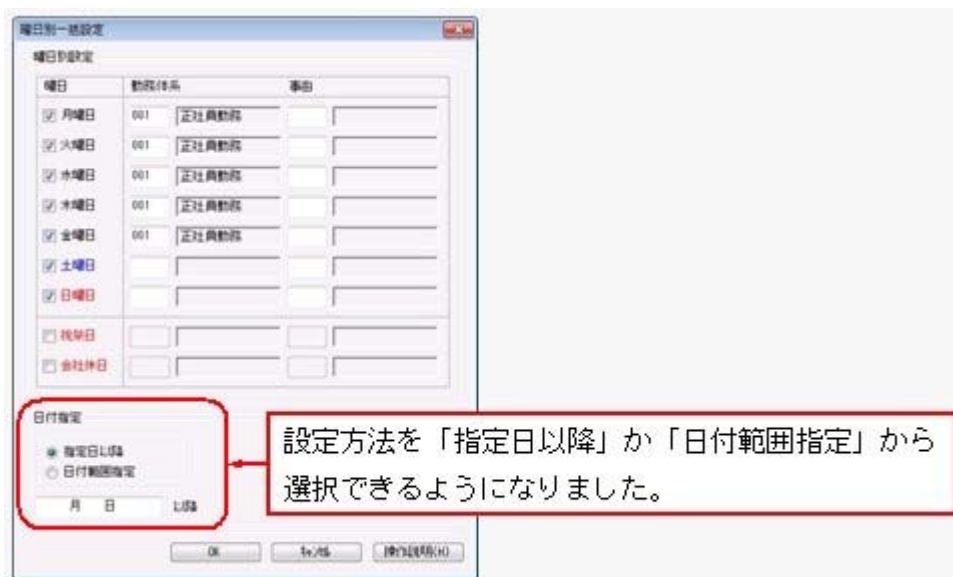 曜日別一括設定
曜日別設定
曜日 勤務体系 事由
月曜日 001 正社員勤務
火曜日 001 正社員勤務
水曜日 001 正社員勤務
木曜日 001 正社員勤務
金曜日 001 正社員勤務
土曜日
日曜日
祝祭日
会社休日
日付指定
指定日以降
日付範囲指定
月 日 以降
設定方法を「指定日以降」か「日付範囲指定」から
選択できるようになりました。
OK ｷｬﾝｾﾙ 操作説明(H)